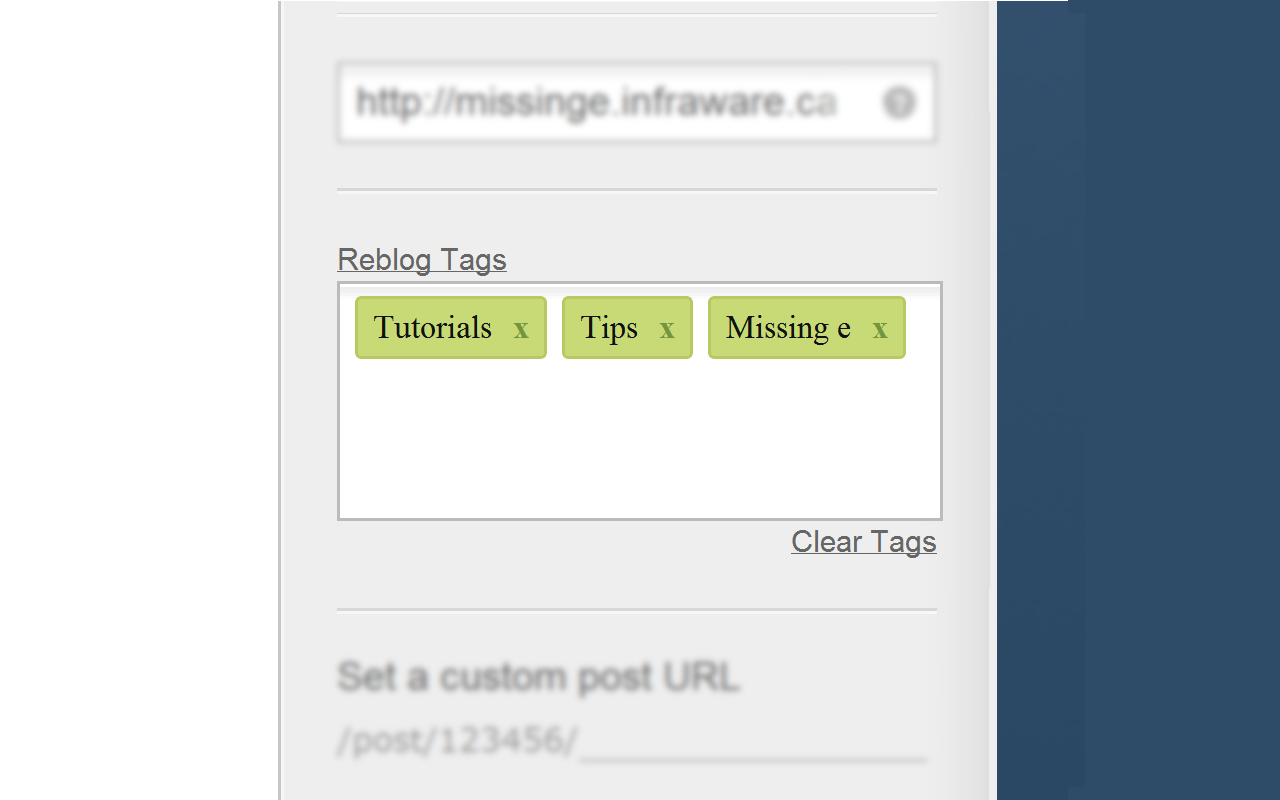 http://missinge.infraware.ca
Reblog Tags
Tutorials x Tips x Missing e x
Clear Tags
Set a custom post URL
/post/123456/